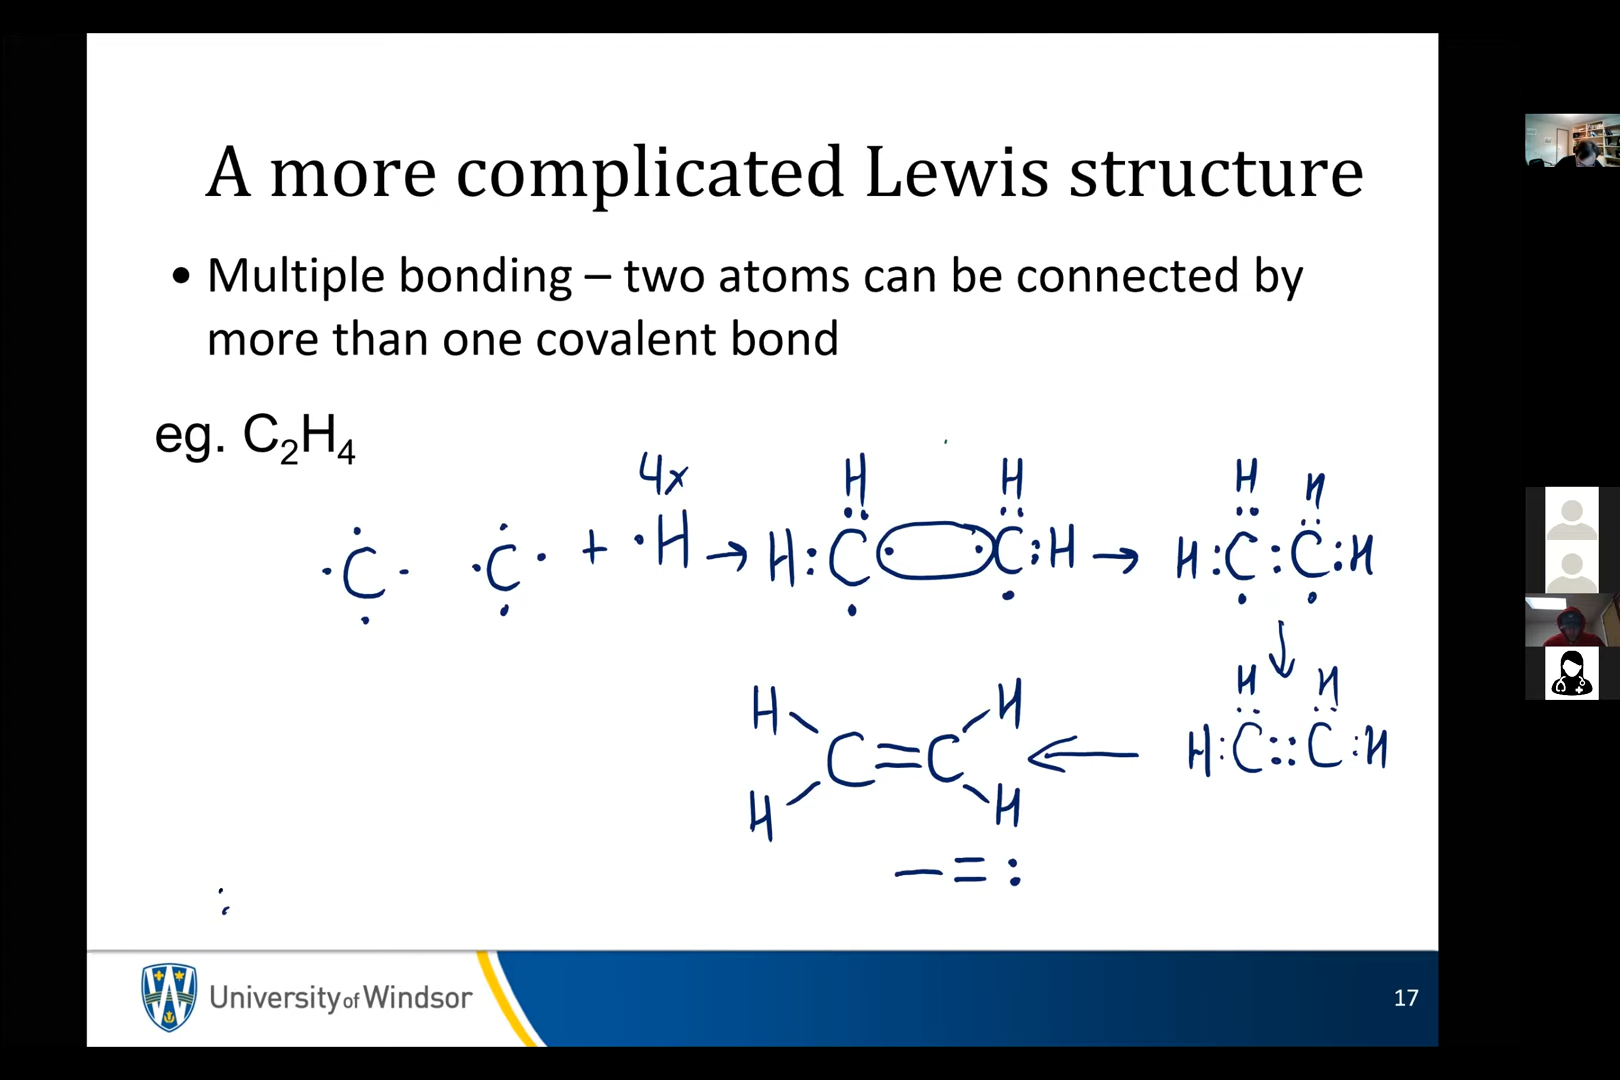 A more complicated Lewis structure
• Multiple bonding – two atoms can be connected by
more than one covalent bond
eg. C₂H₄
4x
H H H H
·C· ·C· + ·H → H:C C:H → H:C:C:H
↓
H H
H H
C=C ← H:C::C:H
H H
— = :
University of Windsor
17